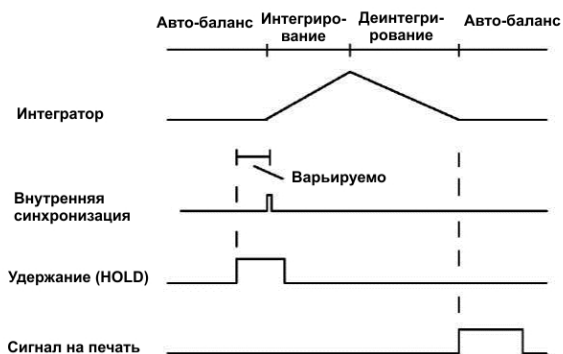 Авто-баланс
Интегриро-
вание
Деинтегри-
рование
Авто-баланс
Интегратор
Варьируемо
Внутренняя
синхронизация
Удержание (HOLD)
Сигнал на печать